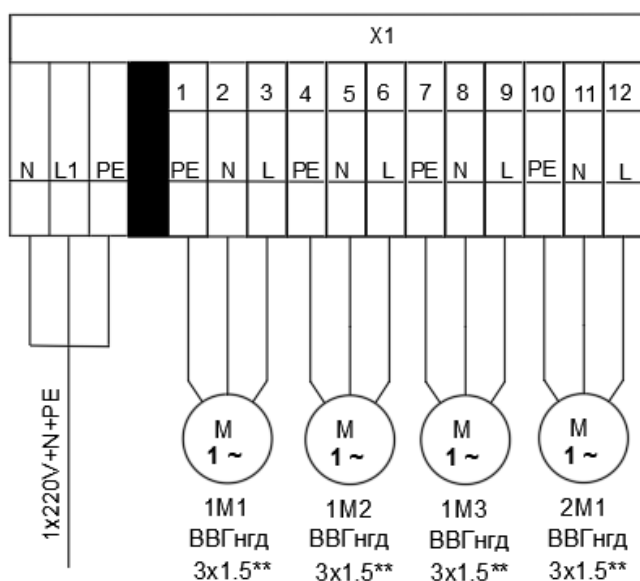 X1
1 2 3 4 5 6 7 8 9 10 11 12
N L1 PE PE N L PE N L PE N L PE N L
1x220V+N+PE
M M M M
1 ~ 1 ~ 1 ~ 1 ~
1M1 1M2 1M3 2M1
ВВГнгд ВВГнгд ВВГнгд ВВГнгд
3x1.5** 3x1.5** 3x1.5** 3x1.5**